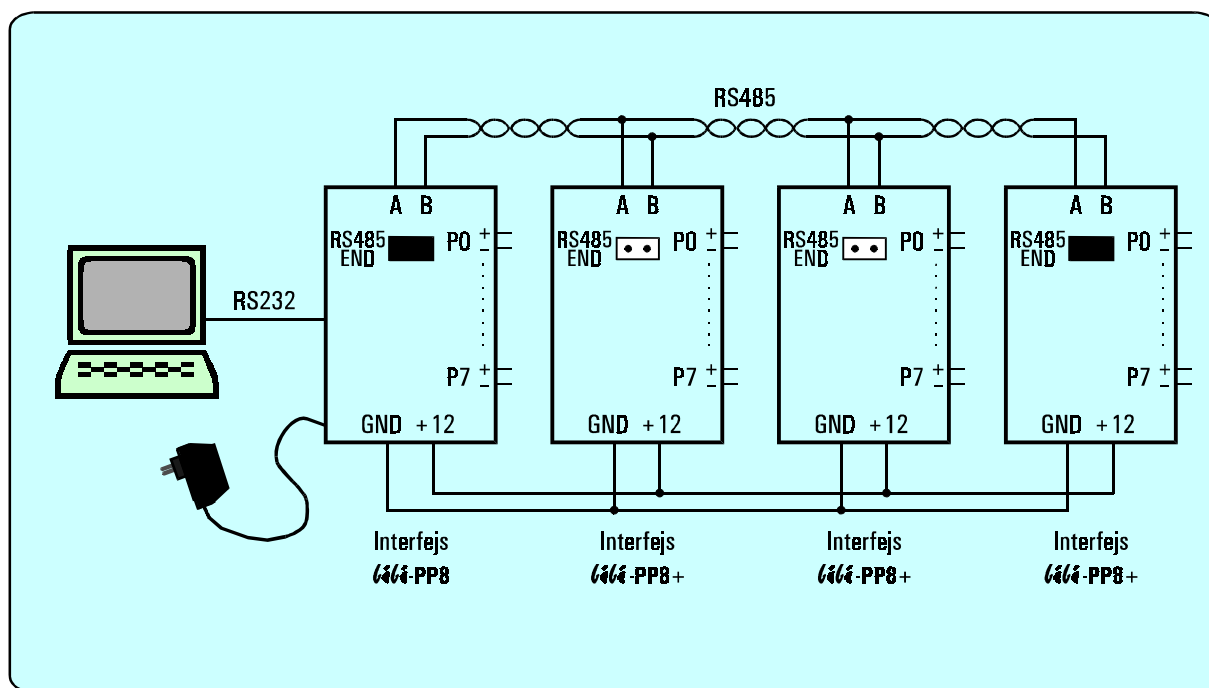 RS485
A B
RS485
END
P0 + -
P7 + -
GND +12
A B
RS485
END
P0 + -
P7 + -
GND +12
A B
RS485
END
P0 + -
P7 + -
GND +12
A B
RS485
END
P0 + -
P7 + -
GND +12
RS232
Interfejs
-PP8
Interfejs
-PP8+
Interfejs
-PP8+
Interfejs
-PP8+